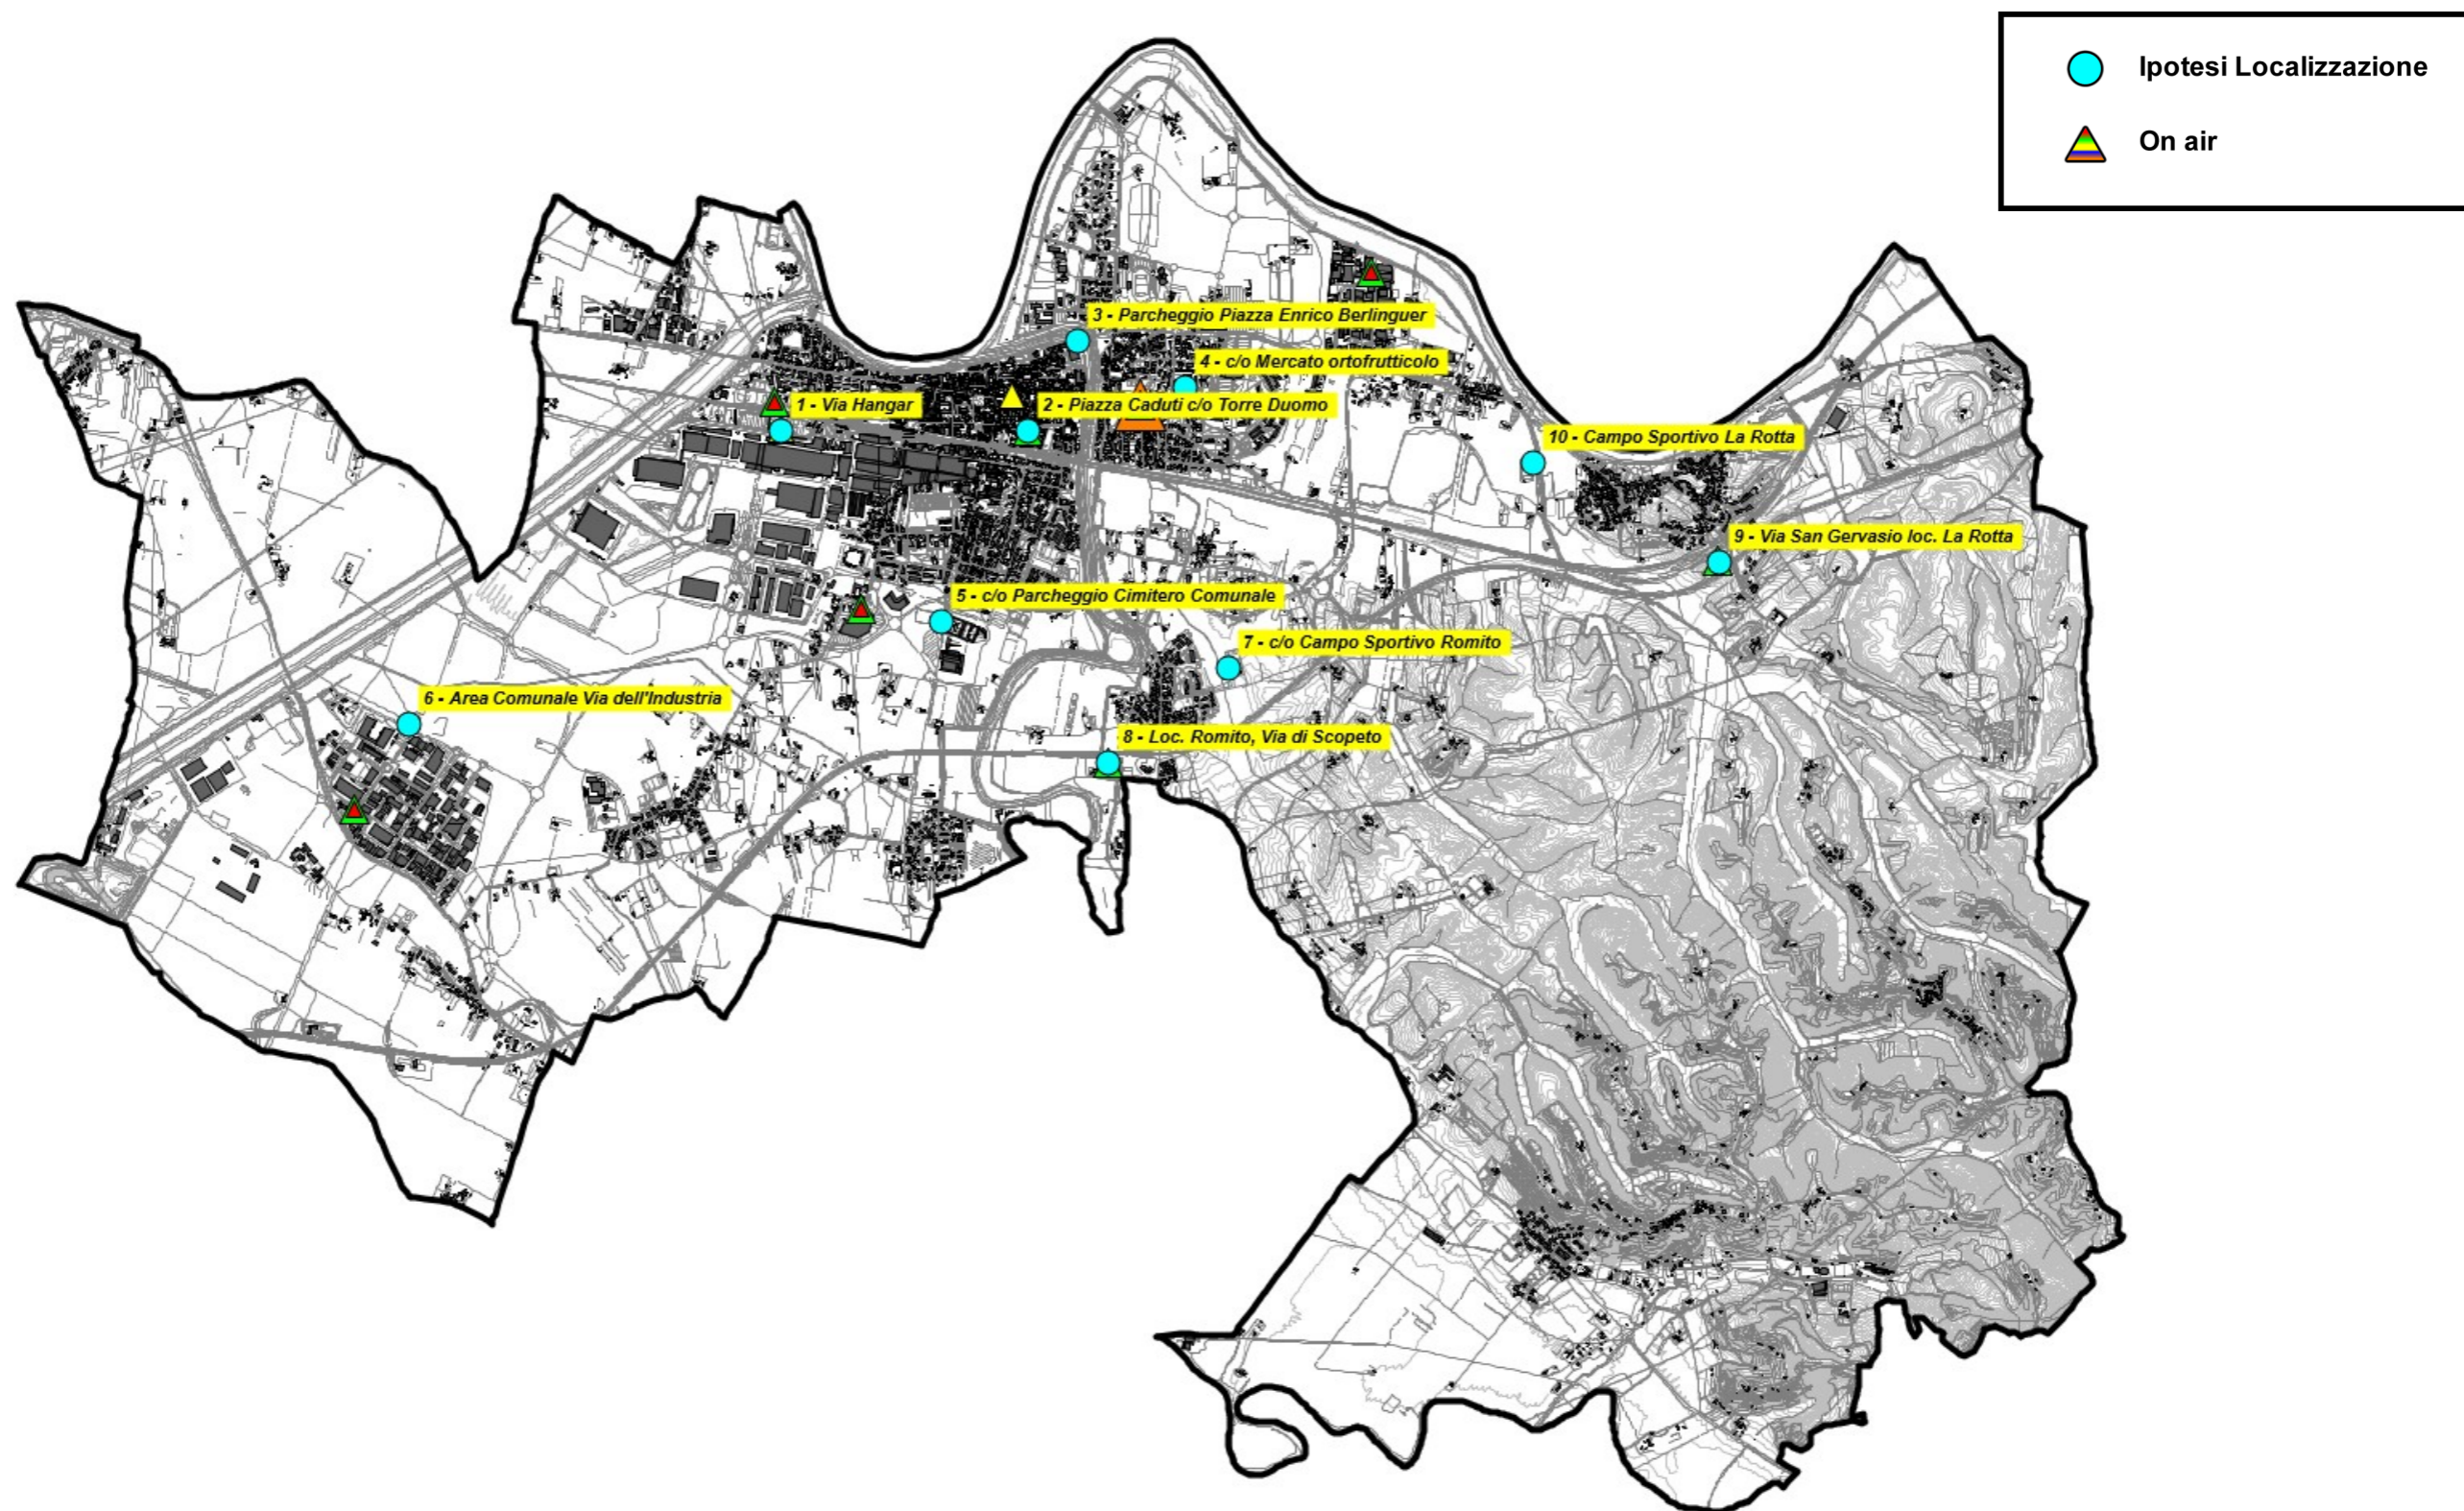 Ipotesi Localizzazione
On air
3 - Parcheggio Piazza Enrico Berlinguer
4 - c/o Mercato ortofrutticolo
1 - Via Hangar
2 - Piazza Caduti c/o Torre Duomo
10 - Campo Sportivo La Rotta
9 - Via San Gervasio loc. La Rotta
5 - c/o Parcheggio Cimitero Comunale
7 - c/o Campo Sportivo Romito
6 - Area Comunale Via dell'Industria
8 - Loc. Romito, Via di Scopeto